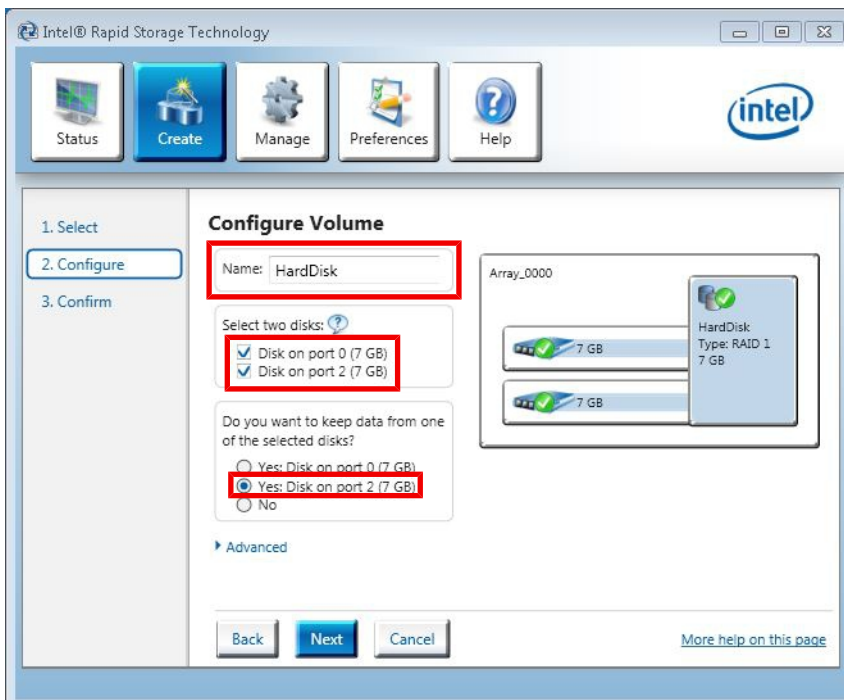 Intel® Rapid Storage Technology
Status
Create
Manage
Preferences
Help
intel
1. Select
2. Configure
3. Confirm
Configure Volume
Name: HardDisk
Select two disks:
Disk on port 0 (7 GB)
Disk on port 2 (7 GB)
Do you want to keep data from one
of the selected disks?
Yes: Disk on port 0 (7 GB)
Yes: Disk on port 2 (7 GB)
No
Advanced
Array_0000
7 GB
7 GB
HardDisk
Type: RAID 1
7 GB
Back
Next
Cancel
More help on this page